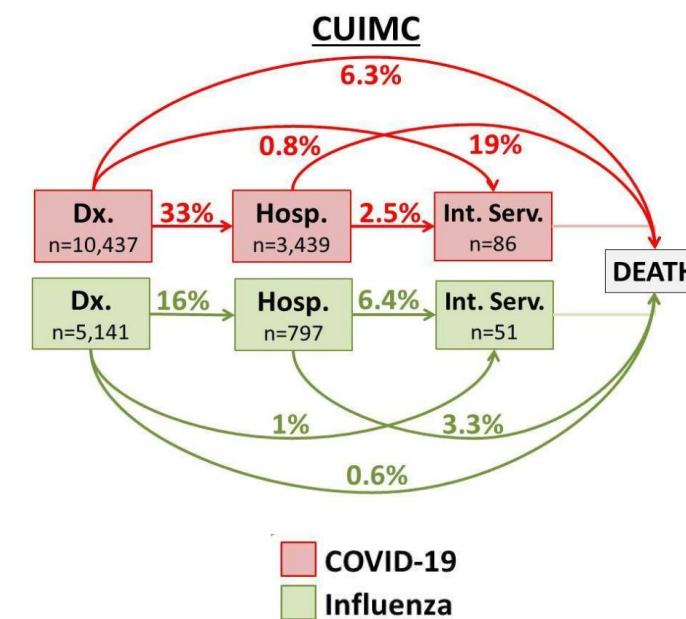 CUIMC
6.3%
0.8%
19%
Dx.
n=10,437
33%
Hosp.
n=3,439
2.5%
Int. Serv.
n=86
DEATH
Dx.
n=5,141
16%
Hosp.
n=797
6.4%
Int. Serv.
n=51
1%
3.3%
0.6%
COVID-19
Influenza